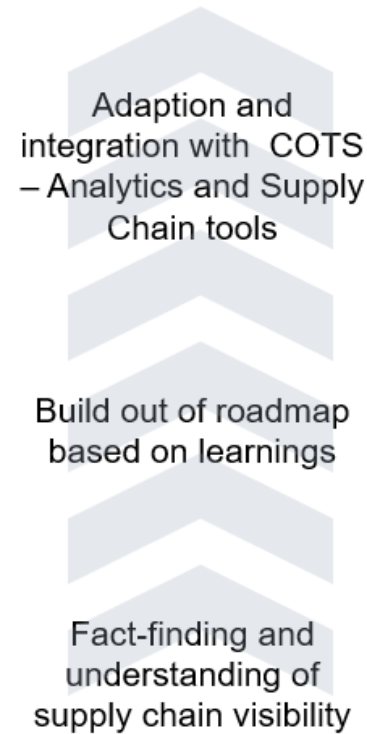 Adaption and
integration with  COTS
– Analytics and Supply
Chain tools
Build out of roadmap
based on learnings
Fact-finding and
understanding of
supply chain visibility